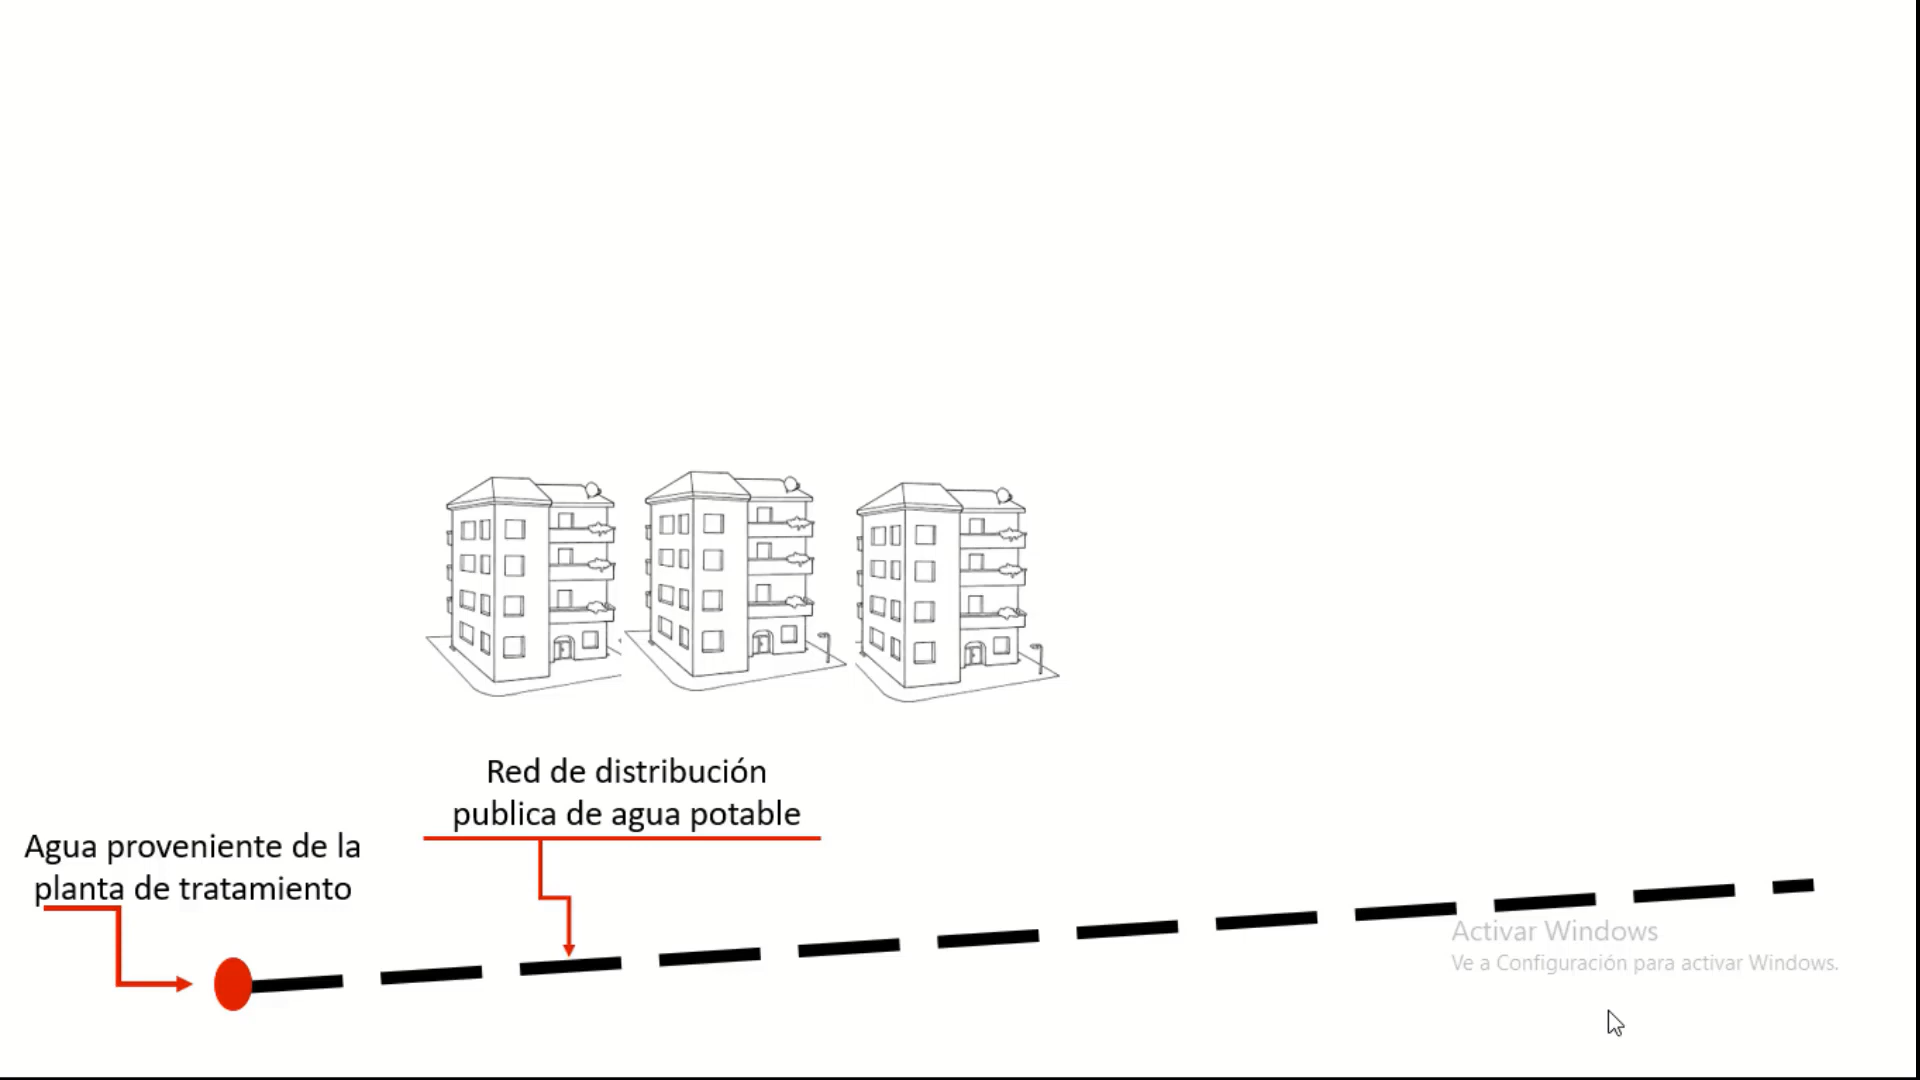 Red de distribución
publica de agua potable
Agua proveniente de la
planta de tratamiento
Activar Windows
Ve a Configuración para activar Windows.